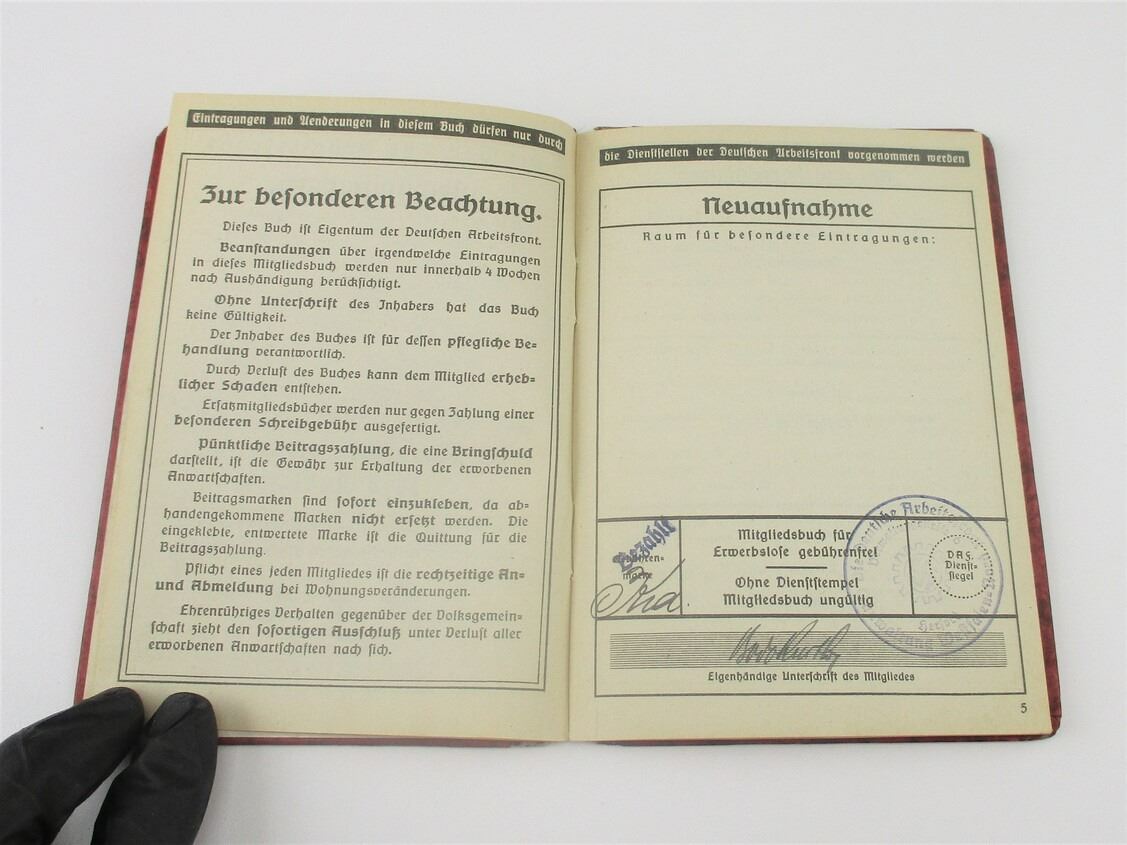 Eintragungen und Aenderungen in diesem Buch dürfen nur durch
Zur besonderen Beachtung.
Dieses Buch ist Eigentum der Deutschen Arbeitsfront.
Beanstandungen über irgendwelche Eintragungen
in dieses Mitgliedsbuch werden nur innerhalb 4 Wochen
nach Aushändigung berücksichtigt.
Ohne Unterschrift des Inhabers hat das Buch
keine Gültigkeit.
Der Inhaber des Buches ist für dessen pflegliche Be-
handlung verantwortlich.
Durch Verlust des Buches kann dem Mitglied erheb-
licher Schaden entstehen.
Ersatzmitgliedsbücher werden nur gegen Zahlung einer
besonderen Schreibgebühr ausgefertigt.
Pünktliche Beitragszahlung, die eine Bringschuld
darstellt, ist die Gewähr zur Erhaltung der erworbenen
Anwartschaften.
Beitragsmarken sind sofort einzukleben, da ab-
handengekommene Marken nicht ersetzt werden. Die
eingeklebte, entwertete Marke ist die Quittung für die
Beitragszahlung.
Pflicht eines jeden Mitgliedes ist die rechtzeitige An-
und Abmeldung bei Wohnungsveränderungen.
Ehrenrühriges Verhalten gegenüber der Volksgemein-
schaft zieht den sofortigen Ausschluß unter Verlust aller
erworbenen Anwartschaften nach sich.
die Dienststellen der Deutschen Arbeitsfront vorgenommen werden
Neuaufnahme
Raum für besondere Eintragungen:
Bezahlt
marke
Mitgliedsbuch für
Erwerbslose gebührenfrei
Ohne Dienststempel
Mitgliedsbuch ungültig
Deutsche Arbeitsfront
DAF.
Dienst-
siegel
Eigenhändige Unterschrift des Mitgliedes
5